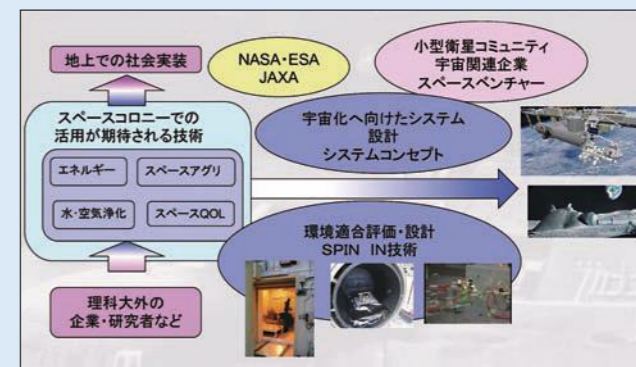 地上での社会実装
NASA・ESA
JAXA
小型衛星コミュニティ
宇宙関連企業
スペースベンチャー
スペースコロニーでの
活用が期待される技術
エネルギー
スペースアグリ
水・空気浄化
スペースQOL
宇宙化へ向けたシステム
設計
システムコンセプト
環境適合評価・設計
SPIN IN技術
理科大外の
企業・研究者など